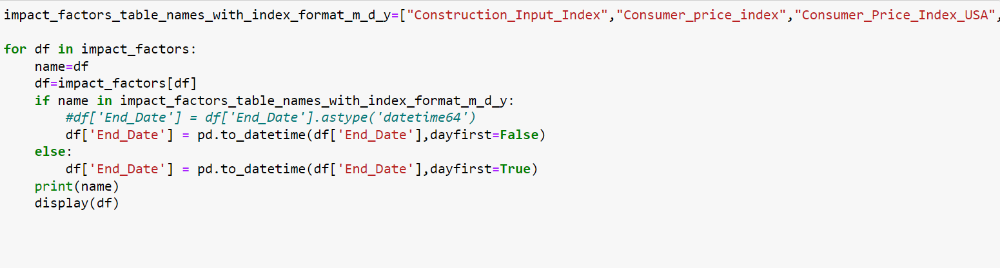 impact_factors_table_names_with_index_format_m_d_y=["Construction_Input_Index","Consumer_price_index","Consumer_Price_Index_USA",
for df in impact_factors:
    name=df
    df=impact_factors[df]
    if name in impact_factors_table_names_with_index_format_m_d_y:
        #df['End_Date'] = df['End_Date'].astype('datetime64')
        df['End_Date'] = pd.to_datetime(df['End_Date'],dayfirst=False)
    else:
        df['End_Date'] = pd.to_datetime(df['End_Date'],dayfirst=True)
    print(name)
    display(df)